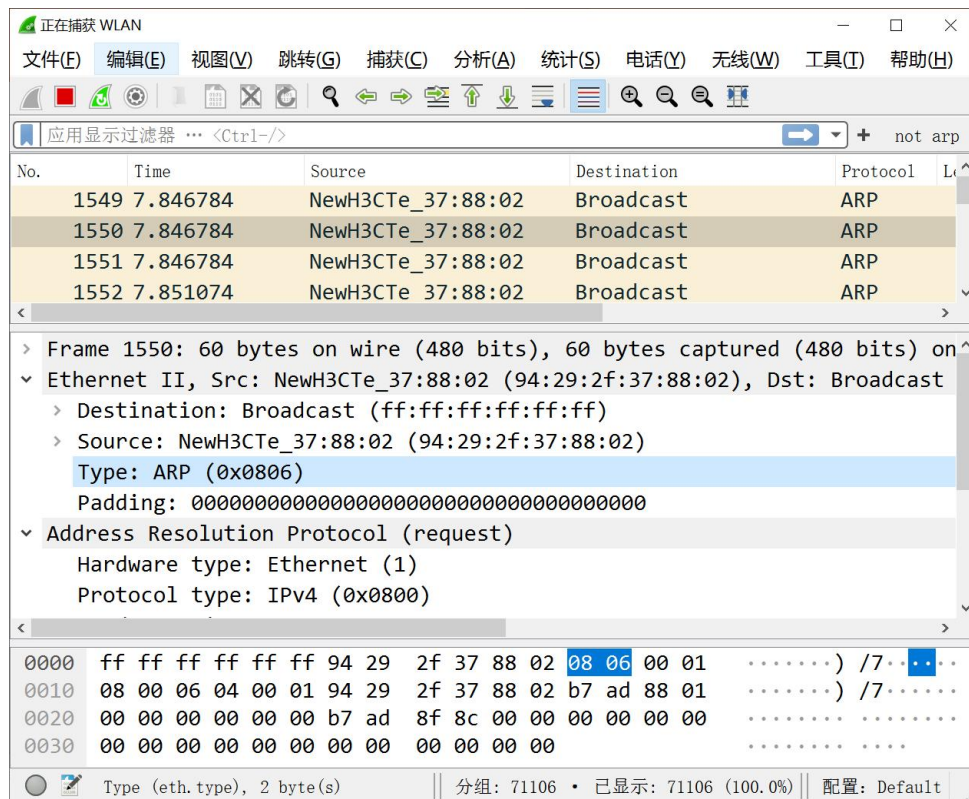 正在捕获 WLAN
文件(F) 编辑(E) 视图(V) 跳转(G) 捕获(C) 分析(A) 统计(S) 电话(Y) 无线(W) 工具(T) 帮助(H)
应用显示过滤器 … <Ctrl-/> + not arp
No. Time Source Destination Protocol
1549 7.846784 NewH3CTe_37:88:02 Broadcast ARP
1550 7.846784 NewH3CTe_37:88:02 Broadcast ARP
1551 7.846784 NewH3CTe_37:88:02 Broadcast ARP
1552 7.851074 NewH3CTe 37:88:02 Broadcast ARP
Frame 1550: 60 bytes on wire (480 bits), 60 bytes captured (480 bits) on
Ethernet II, Src: NewH3CTe_37:88:02 (94:29:2f:37:88:02), Dst: Broadcast
Destination: Broadcast (ff:ff:ff:ff:ff:ff)
Source: NewH3CTe_37:88:02 (94:29:2f:37:88:02)
Type: ARP (0x0806)
Padding: 000000000000000000000000000000000000
Address Resolution Protocol (request)
Hardware type: Ethernet (1)
Protocol type: IPv4 (0x0800)
0000 ff ff ff ff ff ff 94 29 2f 37 88 02 08 06 00 01 ·······) /7······
0010 08 00 06 04 00 01 94 29 2f 37 88 02 b7 ad 88 01 ·······) /7······
0020 00 00 00 00 00 00 b7 ad 8f 8c 00 00 00 00 00 00 ········ ········
0030 00 00 00 00 00 00 00 00 00 00 00 00 ········ ····
Type (eth.type), 2 byte(s) 分组: 71106 • 已显示: 71106 (100.0%) 配置: Default